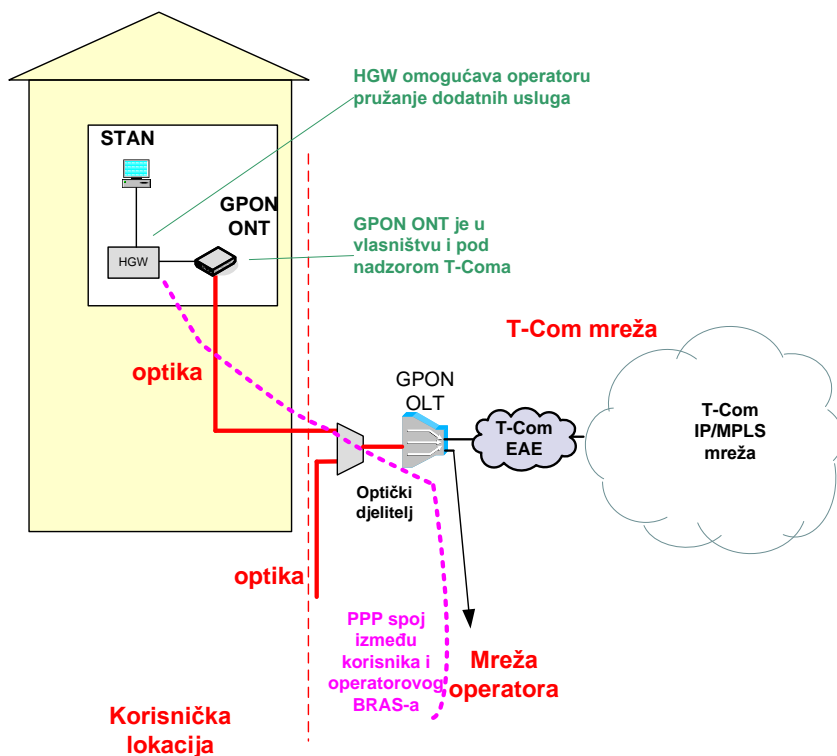 HGW omogućava operatoru
pružanje dodatnih usluga
STAN
GPON
ONT
HGW
GPON ONT je u
vlasništvu i pod
nadzorom T-Coma
T-Com mreža
optika
GPON
OLT
T-Com
EAE
T-Com
IP/MPLS
mreža
Optički
djelitelj
optika
PPP spoj
između
korisnika i
operatorovog
BRAS-a
Mreža
operatora
Korisnička
lokacija